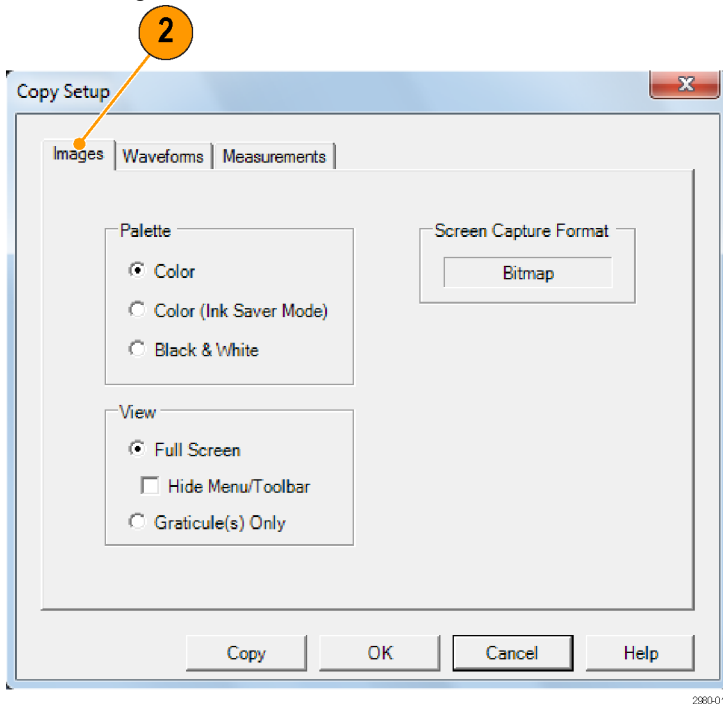 2
Copy Setup
Images Waveforms Measurements
Palette
Color
Color (Ink Saver Mode)
Black & White
Screen Capture Format
Bitmap
View
Full Screen
Hide Menu/Toolbar
Graticule(s) Only
Copy OK Cancel Help